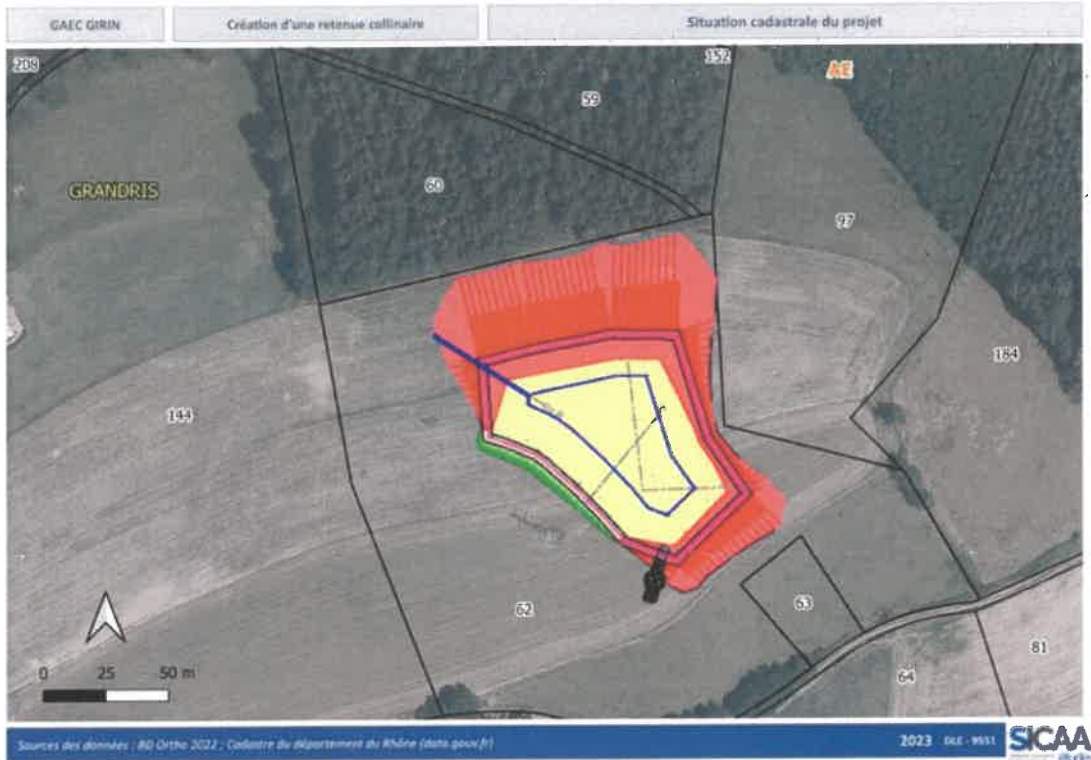 GAEC GIRIN
Création d'une retenue collinaire
Situation cadastrale du projet
208
152
AE
59
GRANDRIS
60
97
184
144
62
63
81
64
0 25 50 m
Sources des données : BD Ortho 2022 ; Cadastre du département du Rhône (data.gouv.fr)
2023 DLE - 9551
SICAA